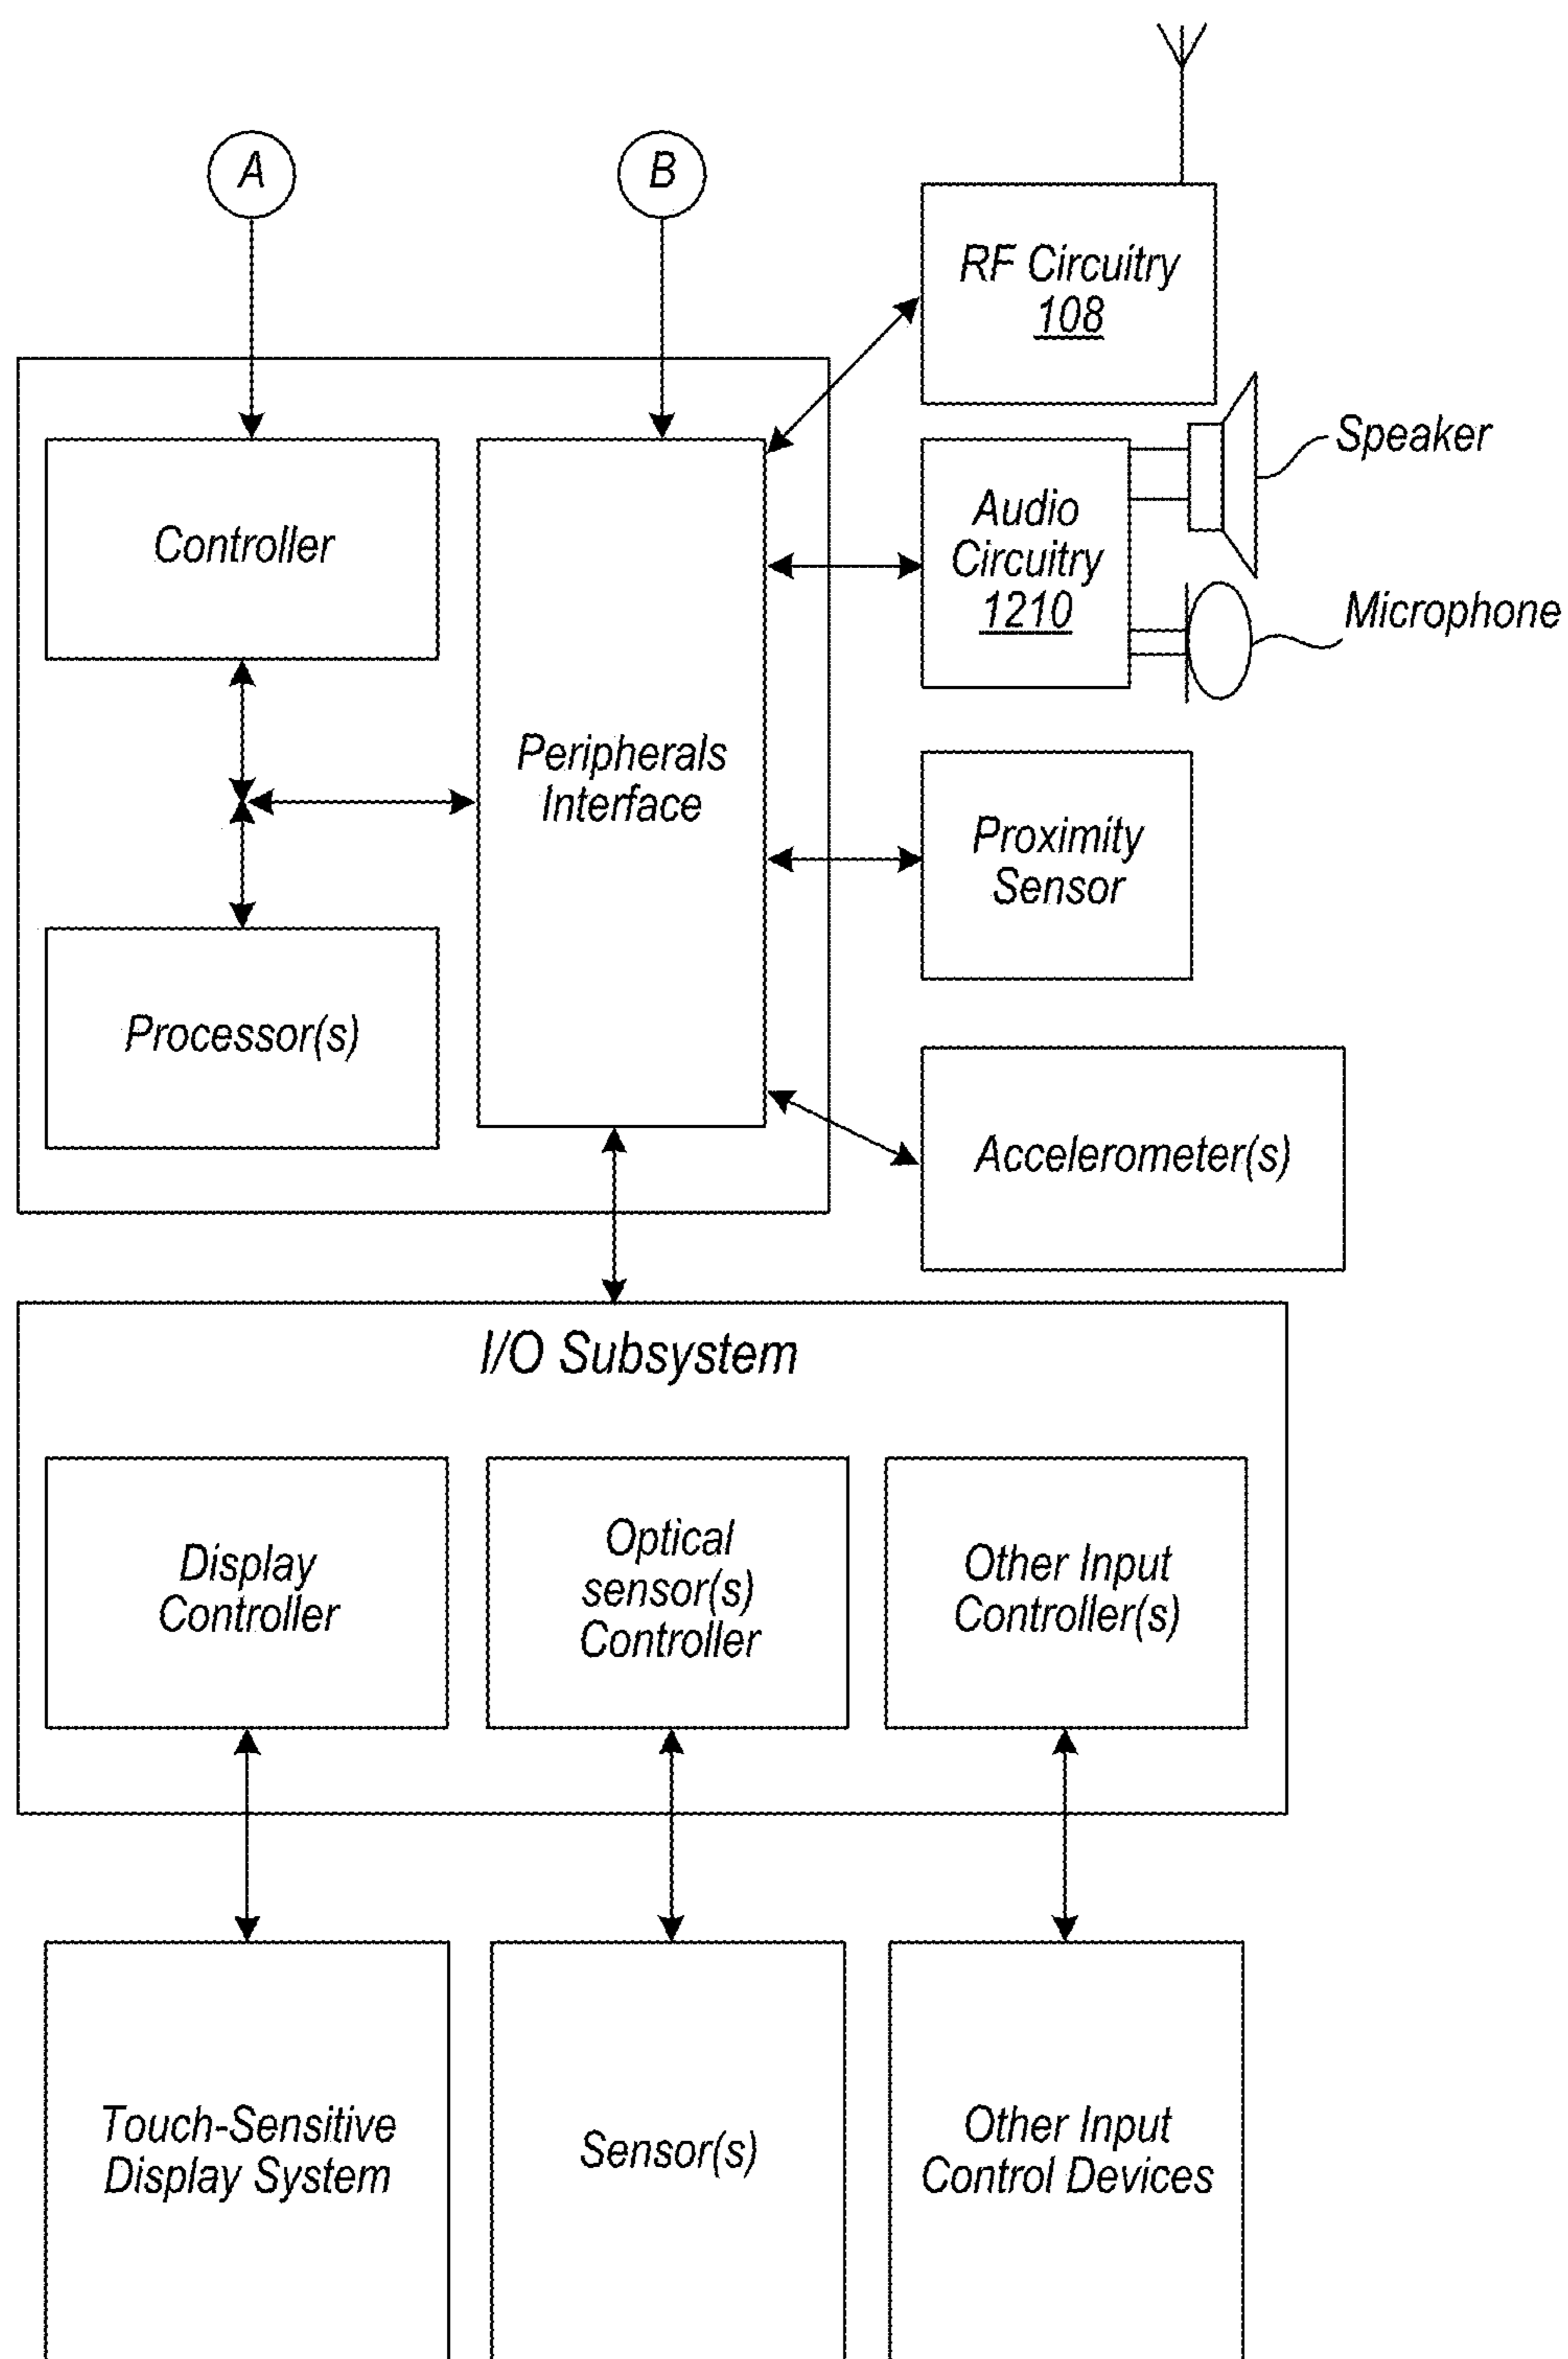 A
B
RF Circuitry
108
Speaker
Controller
Audio
Circuitry
1210
Microphone
Peripherals
Interface
Proximity
Sensor
Processor(s)
Accelerometer(s)
I/O Subsystem
Display
Controller
Optical
sensor(s)
Controller
Other Input
Controller(s)
Touch-Sensitive
Display System
Sensor(s)
Other Input
Control Devices